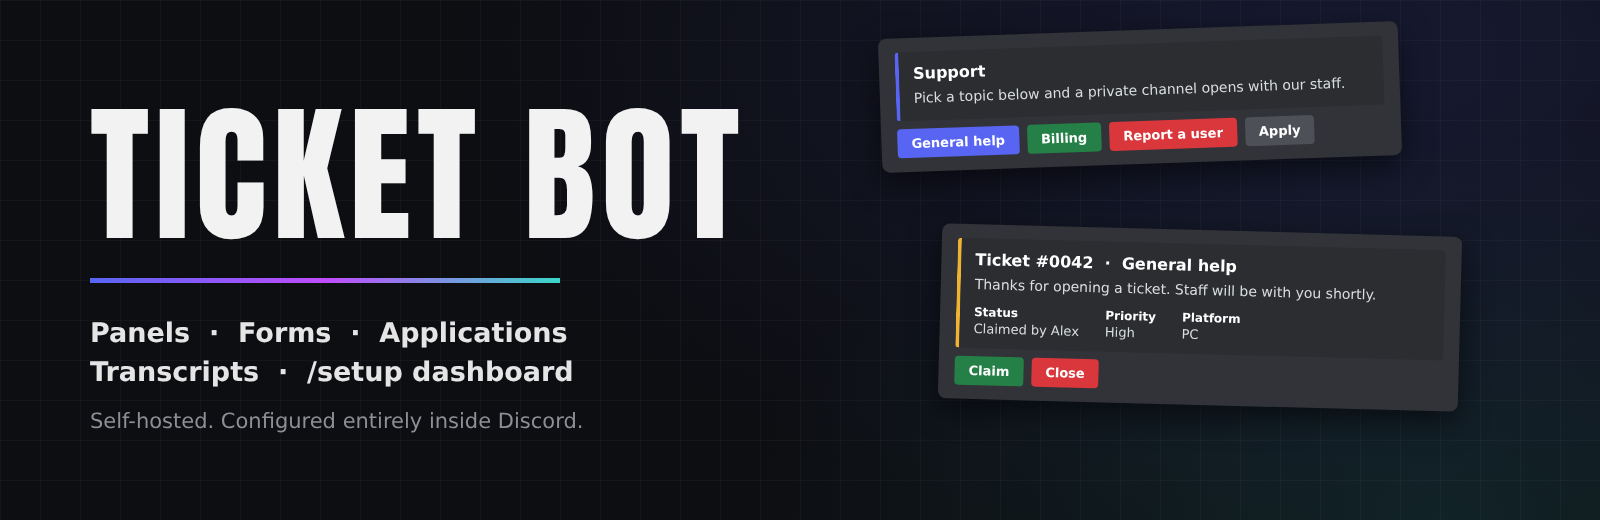 TICKET BOT
Panels · Forms · Applications
Transcripts · /setup dashboard
Self-hosted. Configured entirely inside Discord.
Support
Pick a topic below and a private channel opens with our staff.
General help
Billing
Report a user
Apply
Ticket #0042 · General help
Thanks for opening a ticket. Staff will be with you shortly.
Status Priority Platform
Claimed by Alex High PC
Claim
Close